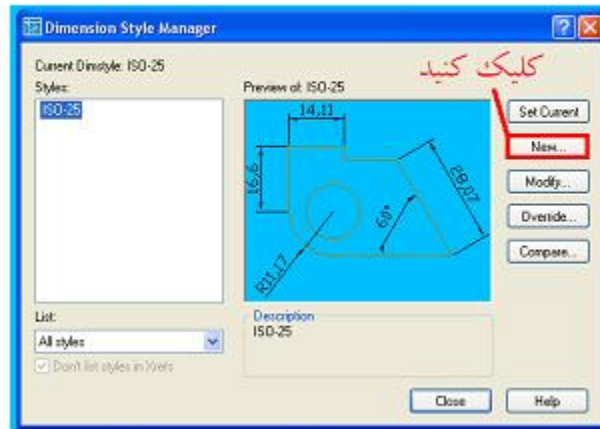 Dimension Style Manager
Current Dimstyle: ISO-25
Styles:
ISO-25
Preview of: ISO-25
کلیک کنید
14,11
16,6
28,07
60°
R11,17
Set Current
New...
Modify...
Override...
Compare...
List:
All styles
Don't list styles in Xrefs
Description
ISO-25
Close
Help